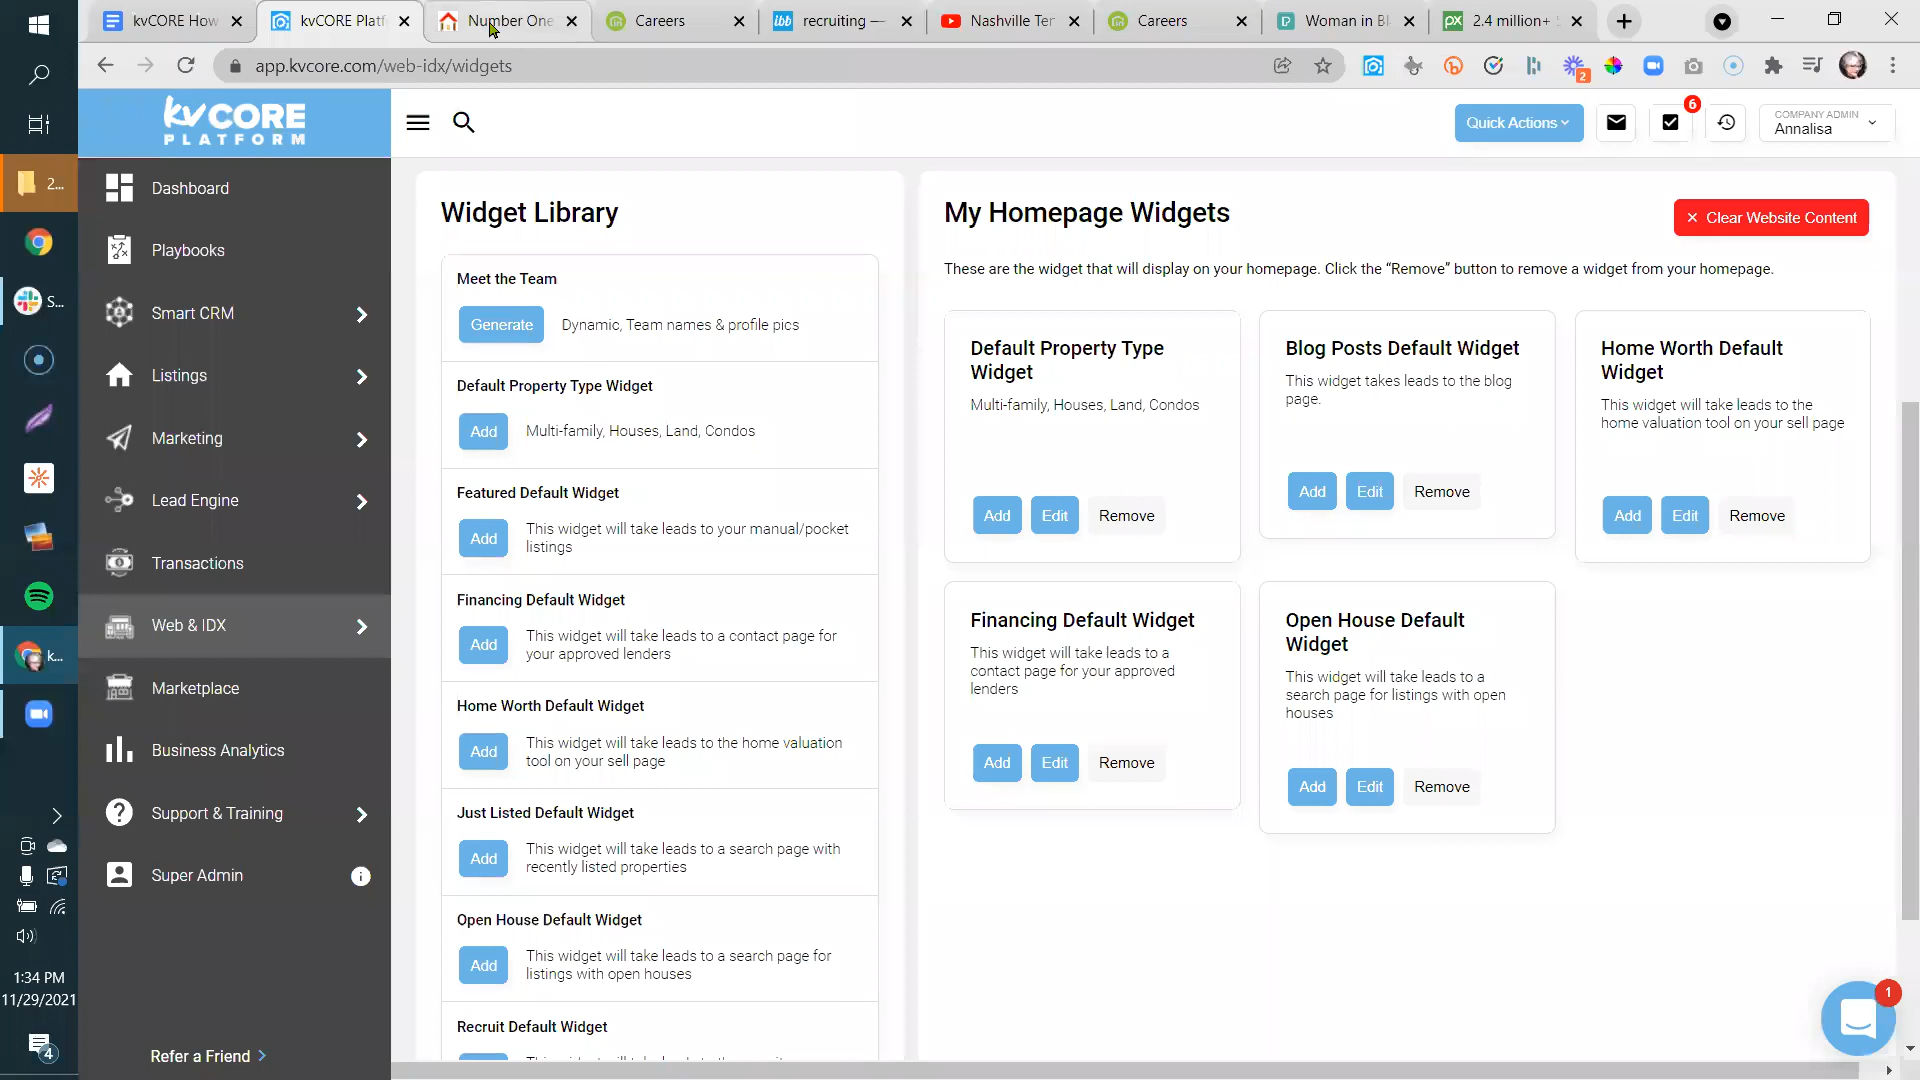 kvCORE How
kvCORE Platf
Number One
Careers
ibb
recruiting —
Nashville Ter
Careers
Woman in Bl
PX
2.4 million+
app.kvcore.com/web-idx/widgets
2
kvCORE
PLATFORM
Quick Actions
6
COMPANY ADMIN
Annalisa
2...
S...
k...
1:34 PM
11/29/2021
4
Dashboard
Playbooks
Smart CRM
Listings
Marketing
Lead Engine
Transactions
Web & IDX
Marketplace
Business Analytics
Support & Training
Super Admin
Refer a Friend
Widget Library
Meet the Team
Generate
Dynamic, Team names & profile pics
Default Property Type Widget
Add
Multi-family, Houses, Land, Condos
Featured Default Widget
Add
This widget will take leads to your manual/pocket
listings
Financing Default Widget
Add
This widget will take leads to a contact page for
your approved lenders
Home Worth Default Widget
Add
This widget will take leads to the home valuation
tool on your sell page
Just Listed Default Widget
Add
This widget will take leads to a search page with
recently listed properties
Open House Default Widget
Add
This widget will take leads to a search page for
listings with open houses
Recruit Default Widget
My Homepage Widgets
Clear Website Content
These are the widget that will display on your homepage. Click the “Remove” button to remove a widget from your homepage.
Default Property Type
Widget
Multi-family, Houses, Land, Condos
Add Edit Remove
Blog Posts Default Widget
This widget takes leads to the blog
page.
Add Edit Remove
Home Worth Default
Widget
This widget will take leads to the
home valuation tool on your sell page
Add Edit Remove
Financing Default Widget
This widget will take leads to a
contact page for your approved
lenders
Add Edit Remove
Open House Default
Widget
This widget will take leads to a
search page for listings with open
houses
Add Edit Remove
1